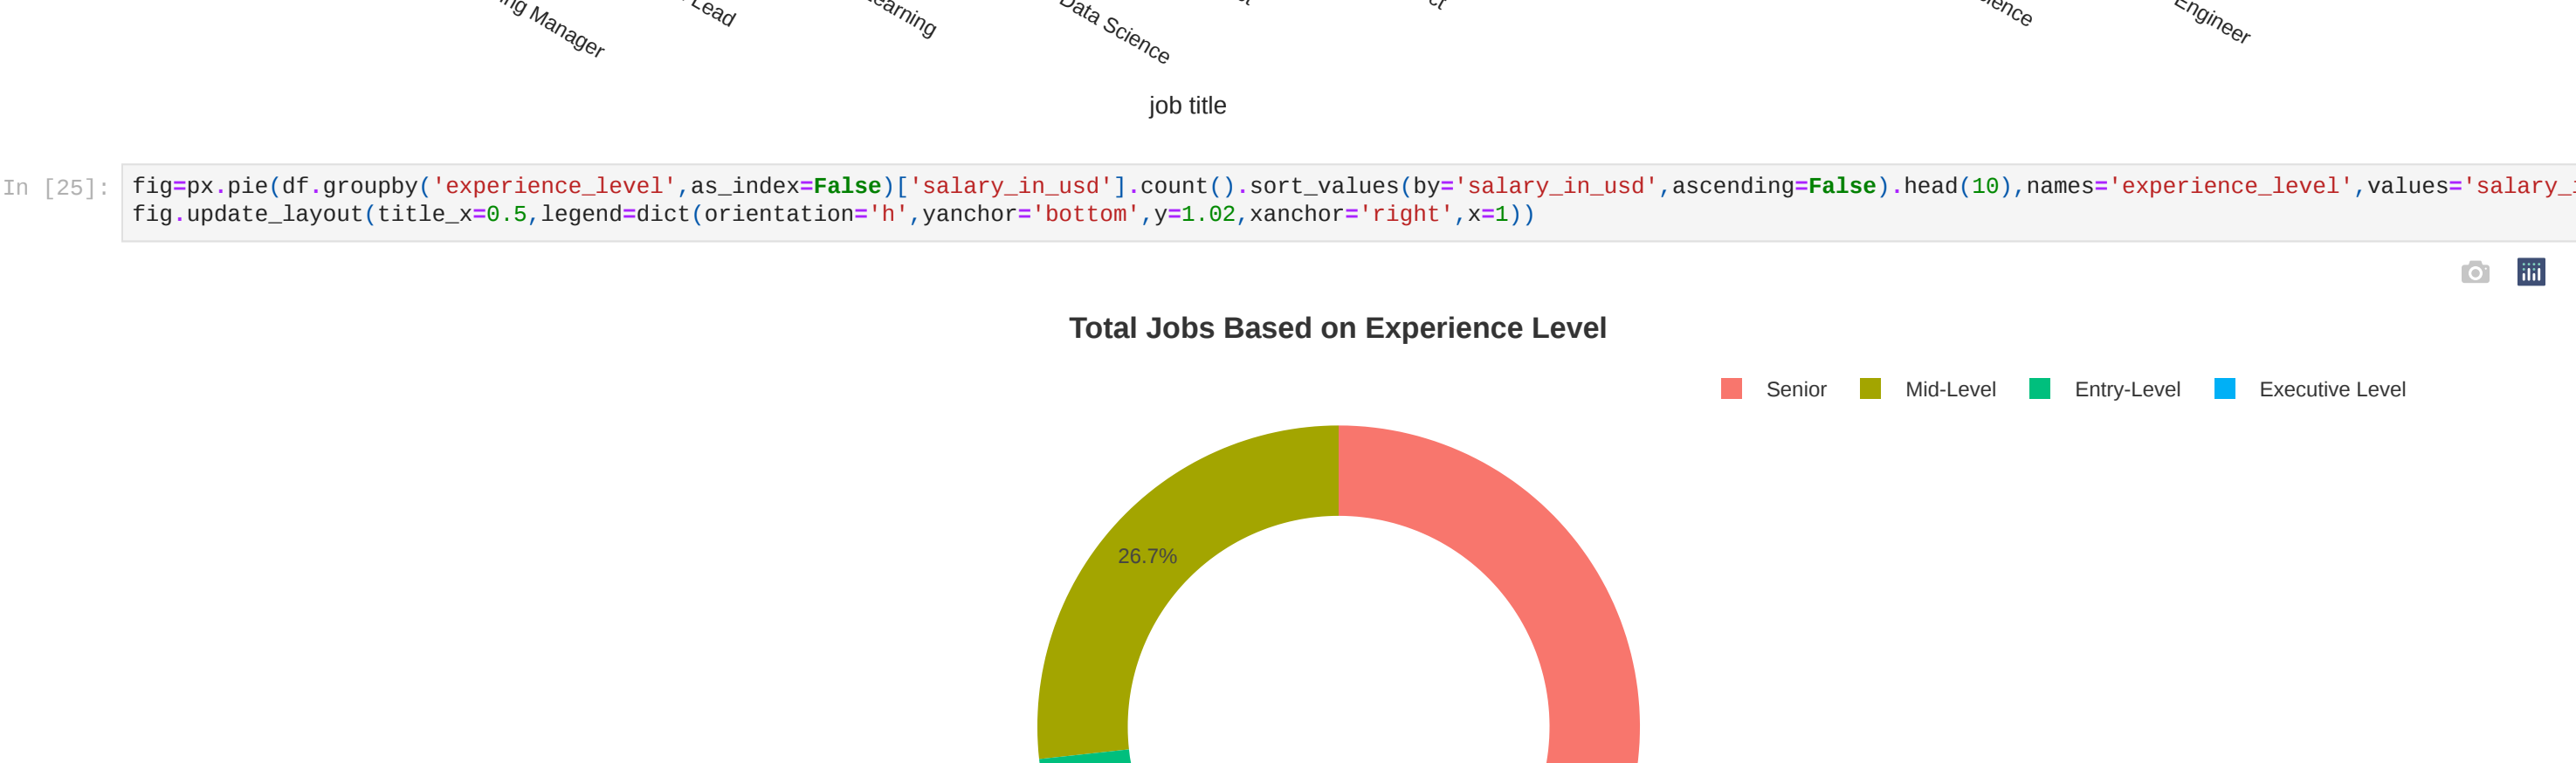 Manager
Lead
Data Science
Engineer
job title
In [25]:
fig=px.pie(df.groupby('experience_level',as_index=False)['salary_in_usd'].count().sort_values(by='salary_in_usd',ascending=False).head(10),names='experience_level',values='salary_
fig.update_layout(title_x=0.5,legend=dict(orientation='h',yanchor='bottom',y=1.02,xanchor='right',x=1))
Total Jobs Based on Experience Level
Senior Mid-Level Entry-Level Executive Level
26.7%